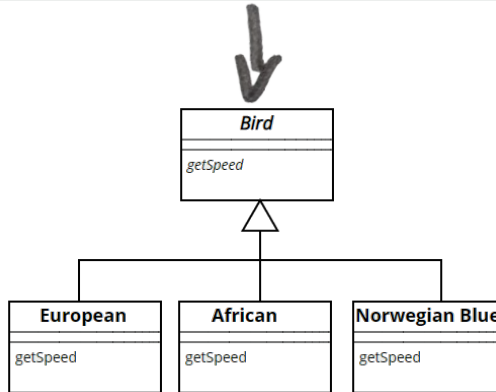 Bird
getSpeed
European
African
Norwegian Blue
getSpeed
getSpeed
getSpeed